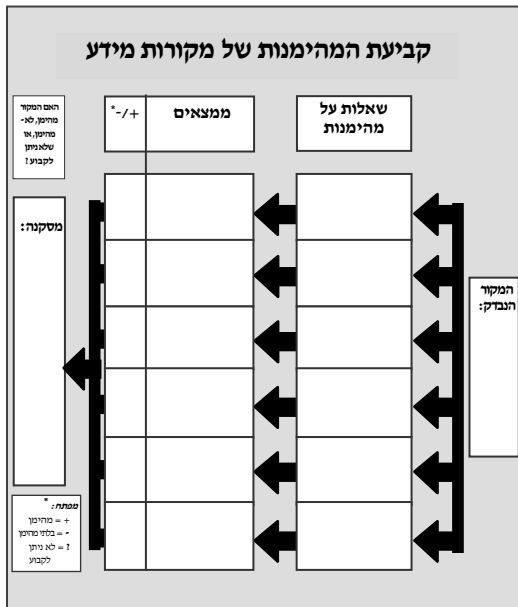 קביעת המהימנות של מקורות מידע
שאלות על
מהימנות
ממצאים
+/-*
האם המקור
מהימן, לא-
מהימן, או
שלא ניתן
לקבוע ?
המקור
הנבדק:
מסקנה:
* מפתח:
+ = מהימן
- = בלתי מהימן
? = לא ניתן
לקבוע